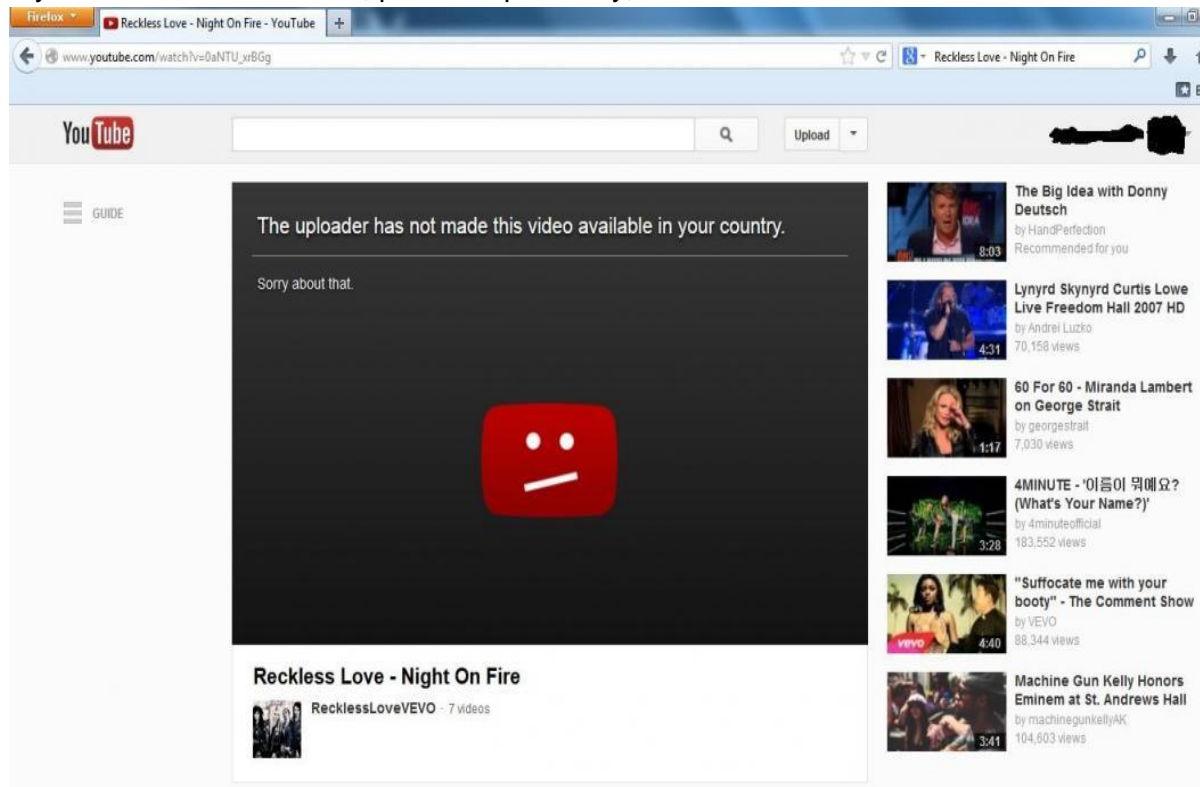 Firefox
Reckless Love - Night On Fire - YouTube
www.youtube.com/watch?v=0aNTU_xrBGg
Reckless Love - Night On Fire
YouTube
Upload
GUIDE
The uploader has not made this video available in your country.
Sorry about that.
Reckless Love - Night On Fire
RecklessLoveVEVO · 7 videos
The Big Idea with Donny
Deutsch
by HandPerfection
Recommended for you
8:03
Lynyrd Skynyrd Curtis Lowe
Live Freedom Hall 2007 HD
by Andrei Luzko
70,158 views
4:31
60 For 60 - Miranda Lambert
on George Strait
by georgestrait
7,030 views
1:17
4MINUTE - '이름이 뭐예요?
(What's Your Name?)'
by 4minuteofficial
183,552 views
3:28
"Suffocate me with your
booty" - The Comment Show
by VEVO
88,344 views
vevo
4:40
Machine Gun Kelly Honors
Eminem at St. Andrews Hall
by machinegunkellyAK
104,603 views
3:41